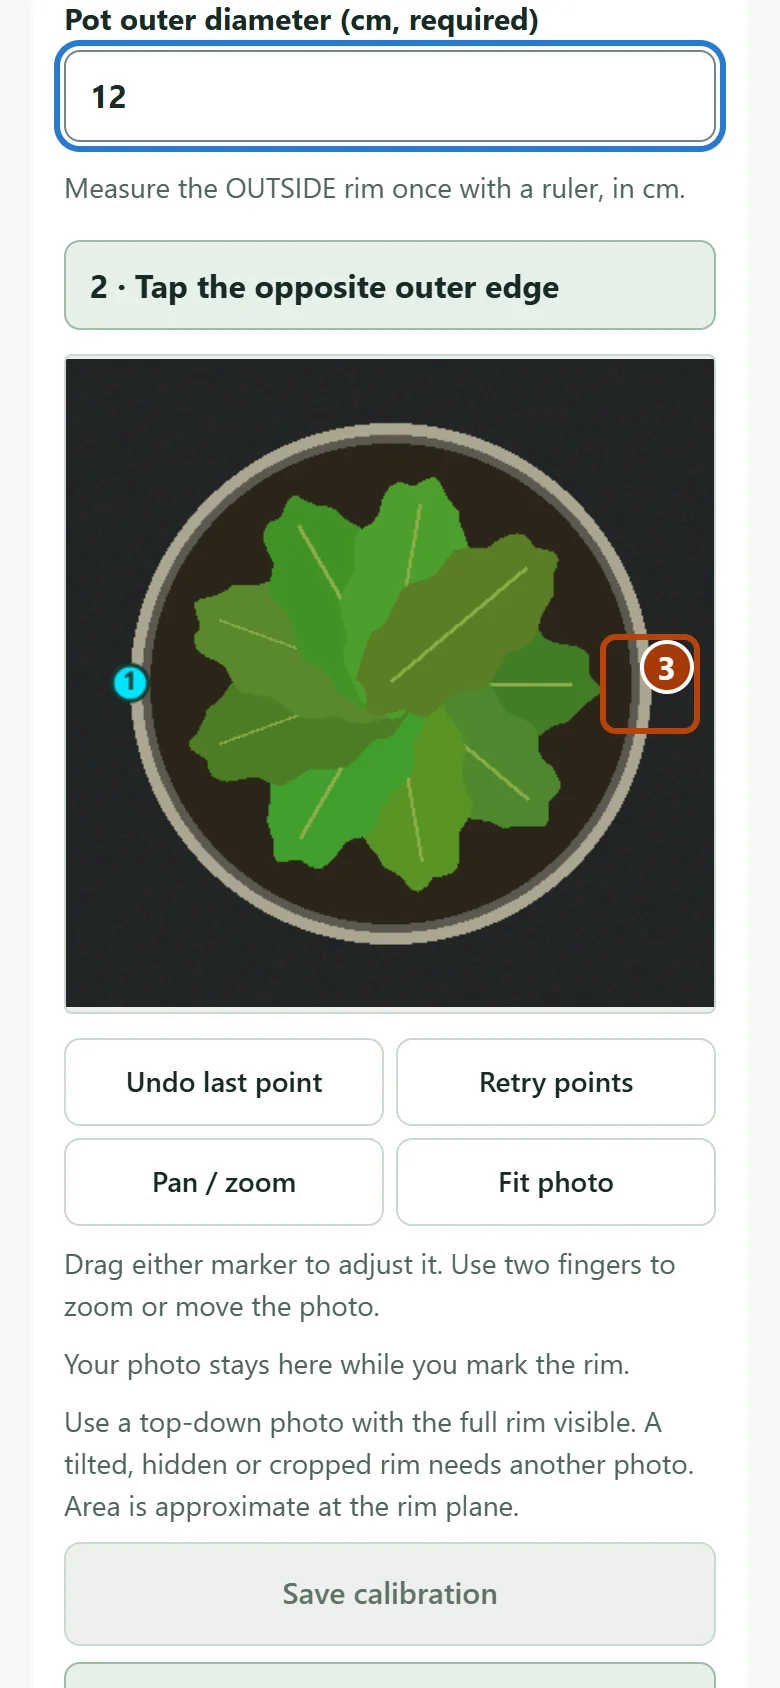 Pot outer diameter (cm, required)
12
Measure the OUTSIDE rim once with a ruler, in cm.
2 · Tap the opposite outer edge
1
3
Undo last point
Retry points
Pan / zoom
Fit photo
Drag either marker to adjust it. Use two fingers to
zoom or move the photo.
Your photo stays here while you mark the rim.
Use a top-down photo with the full rim visible. A
tilted, hidden or cropped rim needs another photo.
Area is approximate at the rim plane.
Save calibration